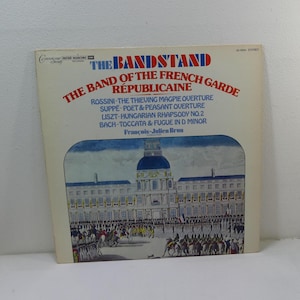 THE BANDSTAND
THE BAND OF THE FRENCH GARDE
RÉPUBLICAINE
ROSSINI·THE THIEVING MAGPIE OVERTURE
SUPPÉ·POET & PEASANT OVERTURE
LISZT·HUNGARIAN RHAPSODY NO. 2
BACH·TOCCATA & FUGUE IN D MINOR
François-Julien Brun